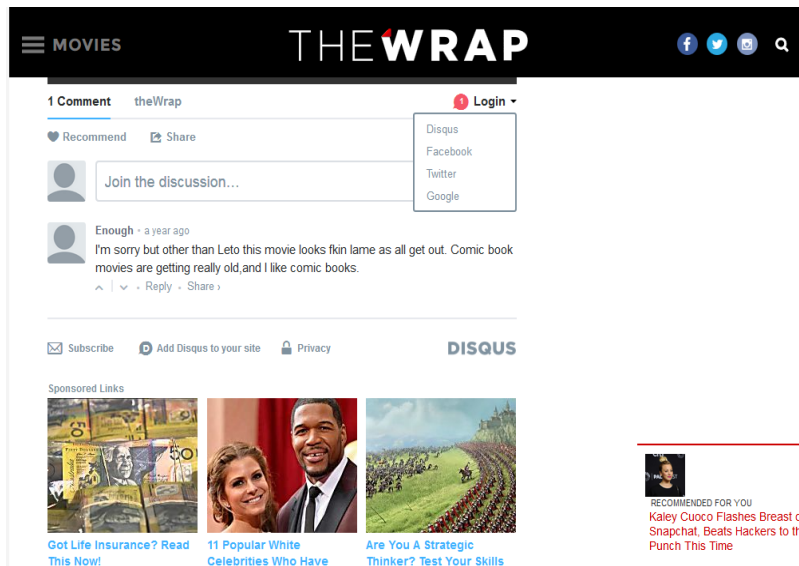 MOVIES
THEWRAP
1 Comment
theWrap
1
Login
Recommend
Share
Disqus
Facebook
Twitter
Google
Join the discussion...
Enough • a year ago
I'm sorry but other than Leto this movie looks fkin lame as all get out. Comic book
movies are getting really old,and I like comic books.
Reply • Share ›
Subscribe
Add Disqus to your site
Privacy
DISQUS
Sponsored Links
50
Got Life Insurance? Read
This Now!
11 Popular White
Celebrities Who Have
Are You A Strategic
Thinker? Test Your Skills
RECOMMENDED FOR YOU
Kaley Cuoco Flashes Breast o
Snapchat, Beats Hackers to th
Punch This Time